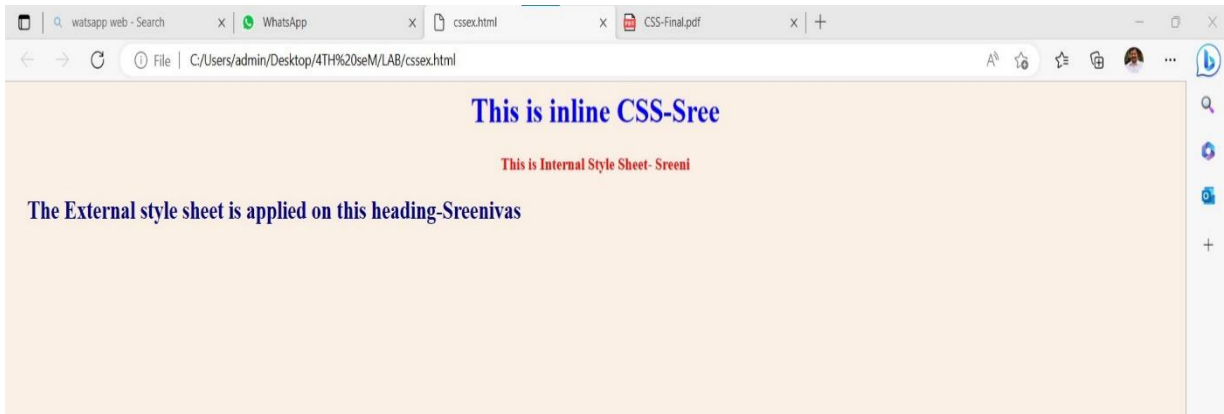 watsapp web - Search
WhatsApp
cssex.html
CSS-Final.pdf
File | C:/Users/admin/Desktop/4TH%20seM/LAB/cssex.html
This is inline CSS-Sree
This is Internal Style Sheet- Sreeni
The External style sheet is applied on this heading-Sreenivas